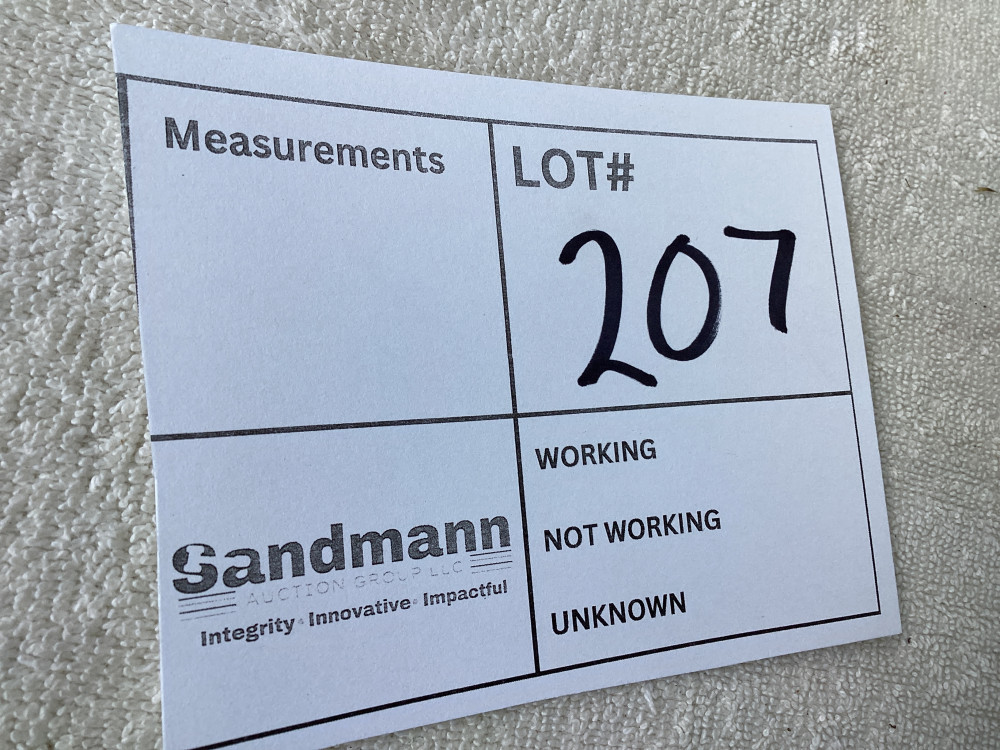 Measurements
LOT#
207
WORKING
NOT WORKING
UNKNOWN
Sandmann
AUCTION GROUP LLC
Integrity • Innovative • Impactful